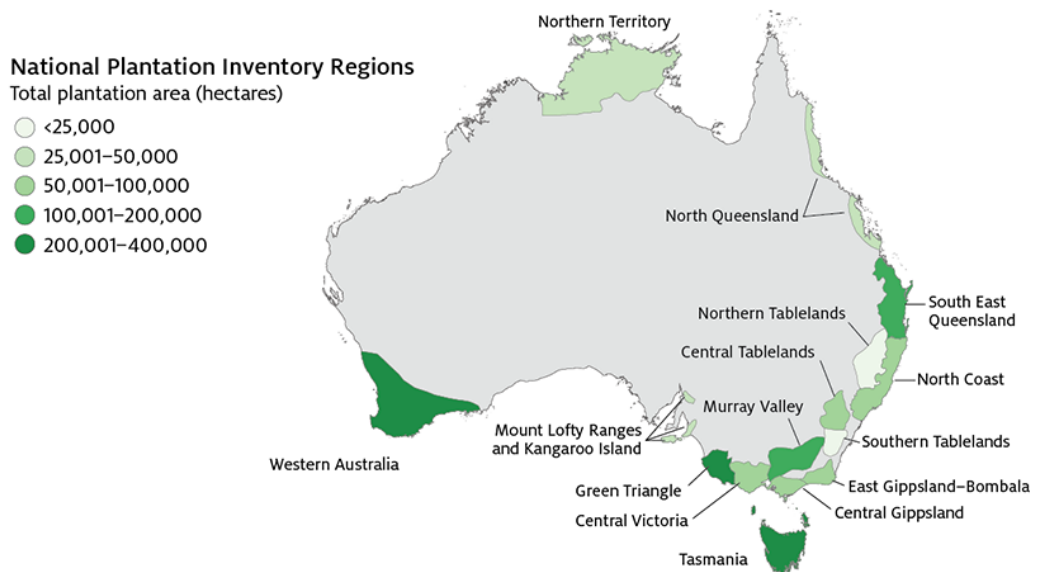 National Plantation Inventory Regions
Total plantation area (hectares)
<25,000
25,001–50,000
50,001–100,000
100,001–200,000
200,001–400,000
Northern Territory
North Queensland
South East
Queensland
Northern Tablelands
Central Tablelands
North Coast
Murray Valley
Mount Lofty Ranges
and Kangaroo Island
Southern Tablelands
Western Australia
Green Triangle
East Gippsland–Bombala
Central Victoria
Central Gippsland
Tasmania